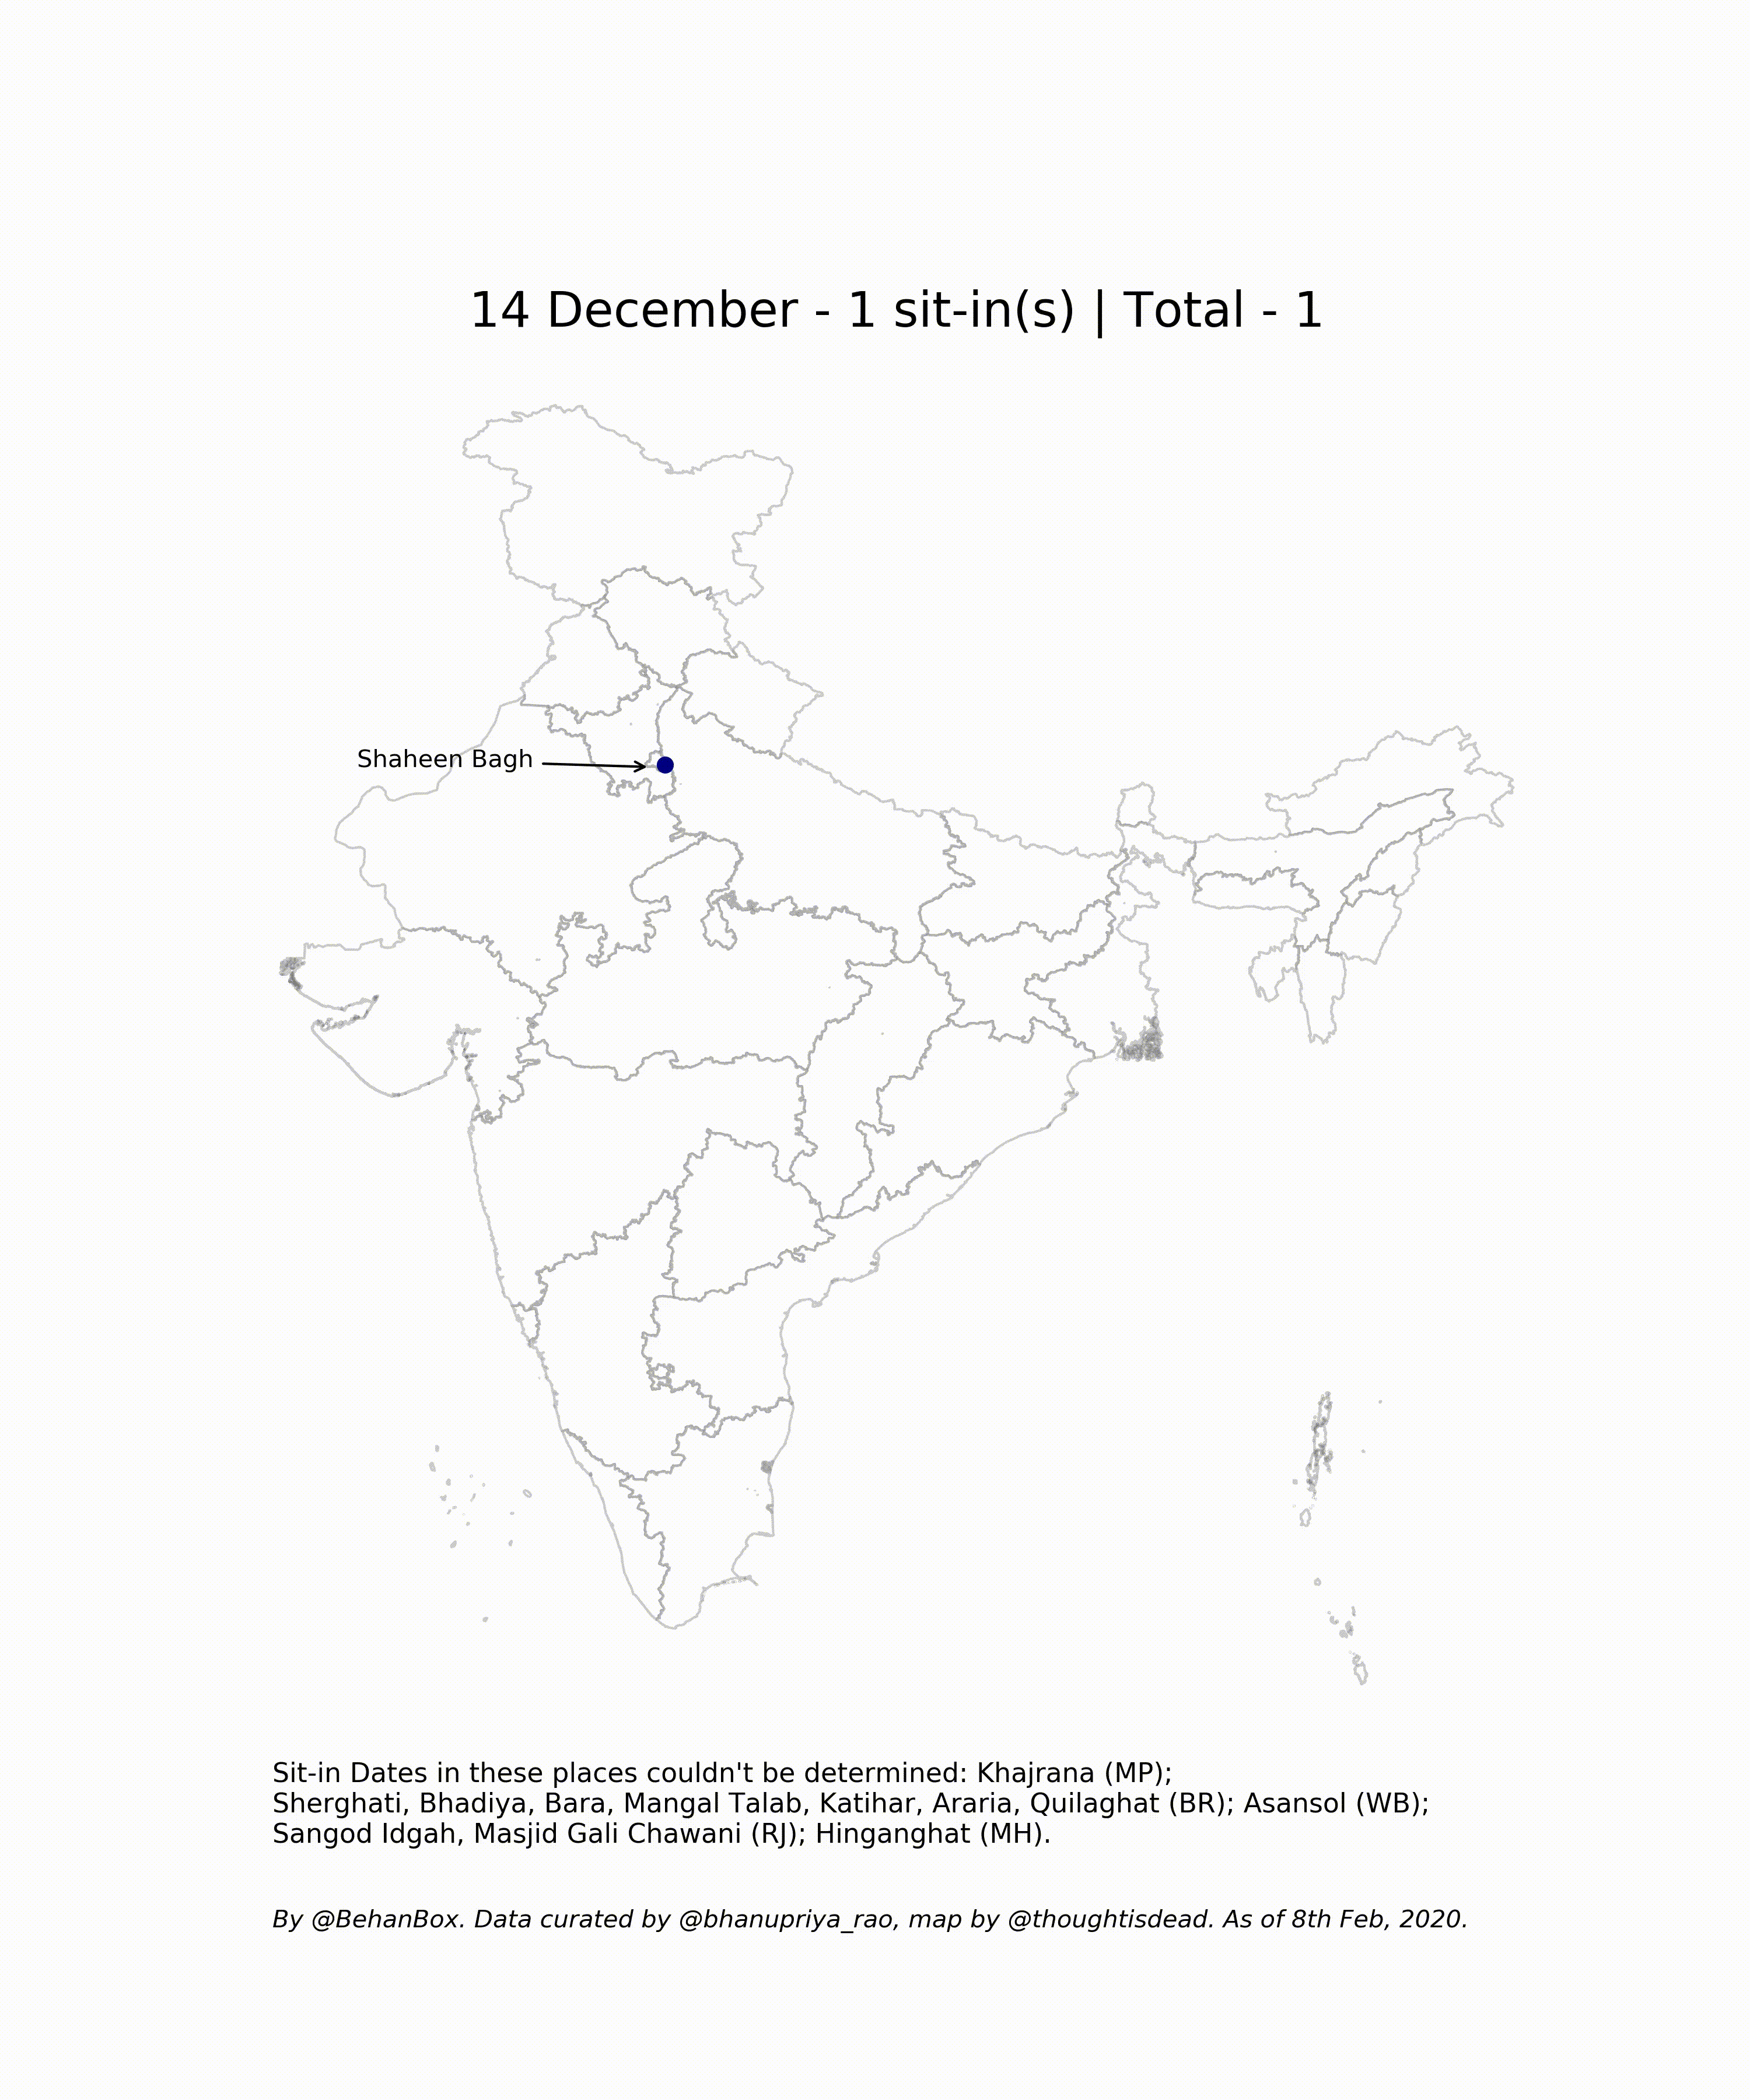 14 December - 1 sit-in(s) | Total - 1
Shaheen Bagh
Sit-in Dates in these places couldn't be determined: Khajrana (MP);
Sherghati, Bhadiya, Bara, Mangal Talab, Katihar, Araria, Quilaghat (BR); Asansol (WB);
Sangod Idgah, Masjid Gali Chawani (RJ); Hinganghat (MH).
By @BehanBox. Data curated by @bhanupriya_rao, map by @thoughtisdead. As of 8th Feb, 2020.